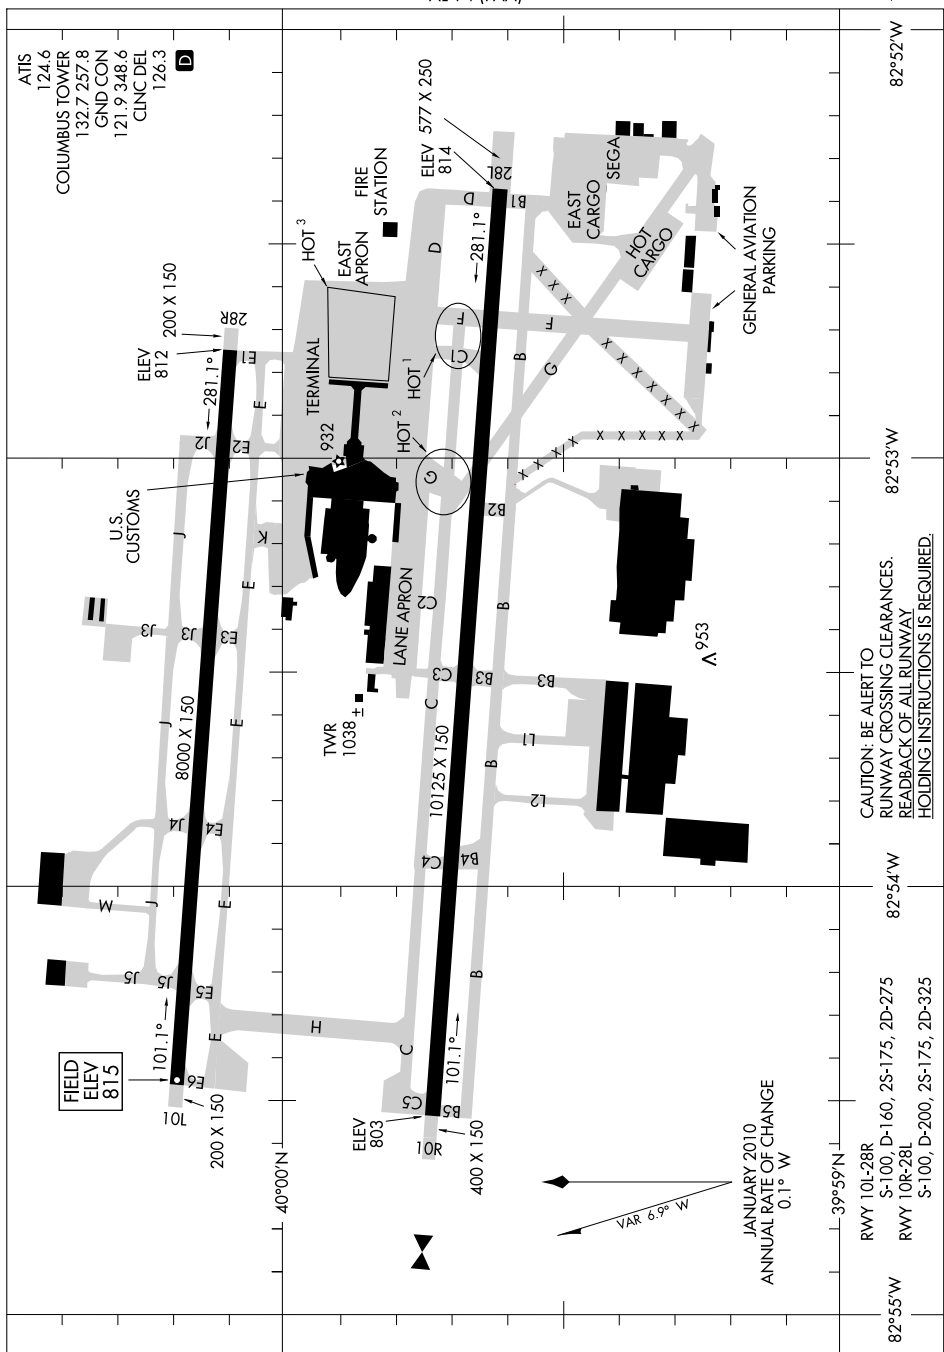 ATIS
124.6
COLUMBUS TOWER
132.7 257.8
GND CON
121.9 348.6
CLNC DEL
126.3
D
82°52'W
82°53'W
82°54'W
82°55'W
40°00'N
39°59'N
FIELD
ELEV
815
10L
200 X 150
101.1°
E6
E
J5
J5
E5
M
J
E
J4
E4
8000 X 150
J
E
J3
J3
E3
J
E
K
U.S.
CUSTOMS
J2
E2
E
281.1°
E1
ELEV
812
28R
200 X 150
H
TERMINAL
932
HOT 3
EAST
APRON
FIRE
STATION
TWR
1038 ±
LANE APRON
HOT 2
HOT 1
G
C1
F
D
D
ELEV
814
577 X 250
28L
281.1°
B1
EAST
CARGO
SEGA
HOT
CARGO
GENERAL AVIATION
PARKING
ELEV
803
10R
400 X 150
101.1°
C5
B5
C
B
C4
B4
10125 X 150
C
B
C3
B3
B3
L1
L2
C2
B
B2
B
G
F
X X X
X X X X X X X
X X X X X X X X
953
JANUARY 2010
ANNUAL RATE OF CHANGE
0.1° W
VAR 6.9° W
CAUTION: BE ALERT TO
RUNWAY CROSSING CLEARANCES.
READBACK OF ALL RUNWAY
HOLDING INSTRUCTIONS IS REQUIRED.
RWY 10L-28R
S-100, D-160, 2S-175, 2D-275
RWY 10R-28L
S-100, D-200, 2S-175, 2D-325